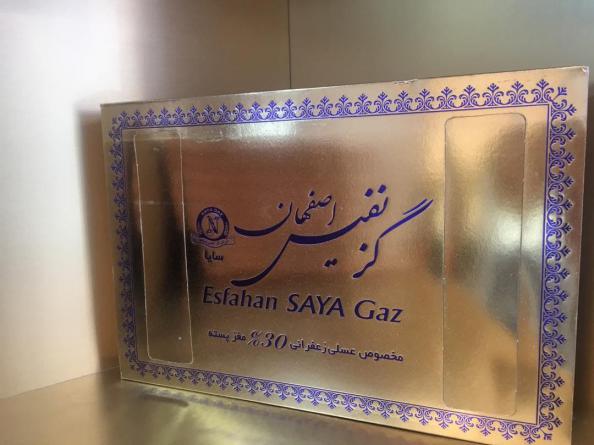 گز نفیس اصفهان
سایا
Esfahan SAYA Gaz
مخصوص عسلی زعفرانی 30% مغز پسته